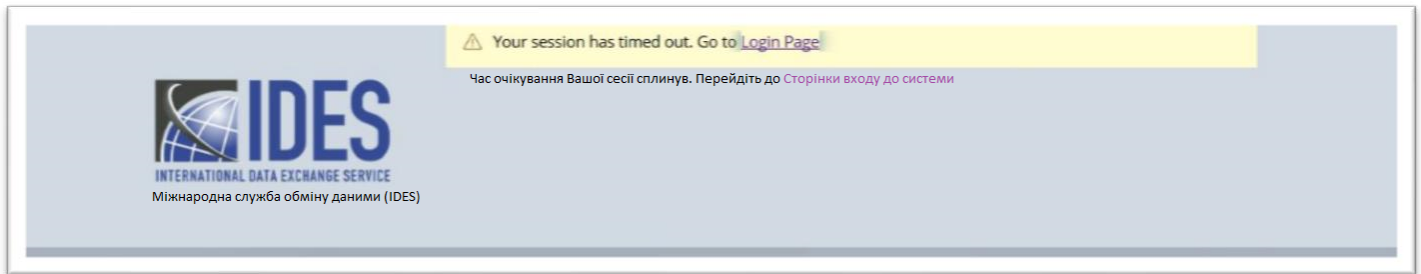 Your session has timed out. Go to Login Page
Час очікування Вашої сесії сплинув. Перейдіть до Сторінки входу до системи
IDES
INTERNATIONAL DATA EXCHANGE SERVICE
Міжнародна служба обміну даними (IDES)